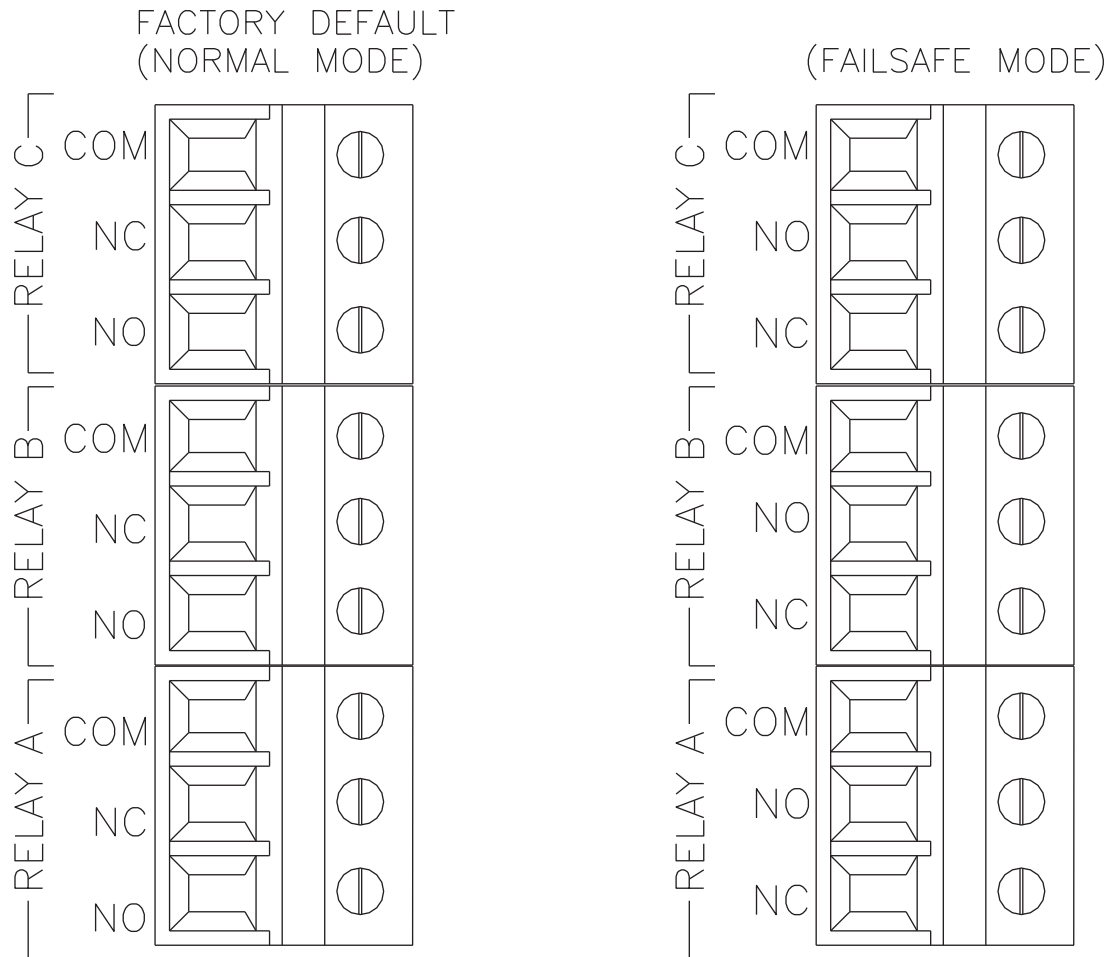 FACTORY DEFAULT
(NORMAL MODE)
RELAY C
COM
NC
NO
RELAY B
COM
NC
NO
RELAY A
COM
NC
NO
(FAILSAFE MODE)
RELAY C
COM
NO
NC
RELAY B
COM
NO
NC
RELAY A
COM
NO
NC